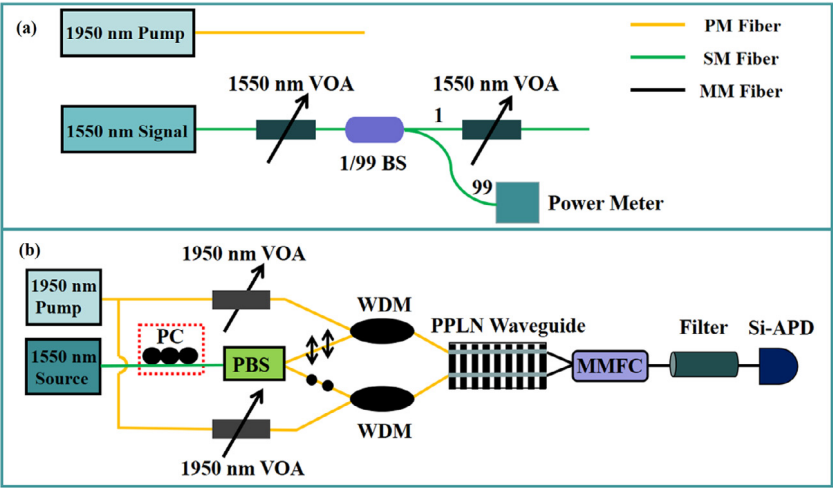 (a)
1950 nm Pump
PM Fiber
SM Fiber
MM Fiber
1550 nm VOA
1550 nm VOA
1550 nm Signal
1
1/99 BS
99
Power Meter
(b)
1950 nm VOA
1950 nm
Pump
WDM
PC
PPLN Waveguide
Filter
Si-APD
1550 nm
Source
PBS
MMFC
WDM
1950 nm VOA